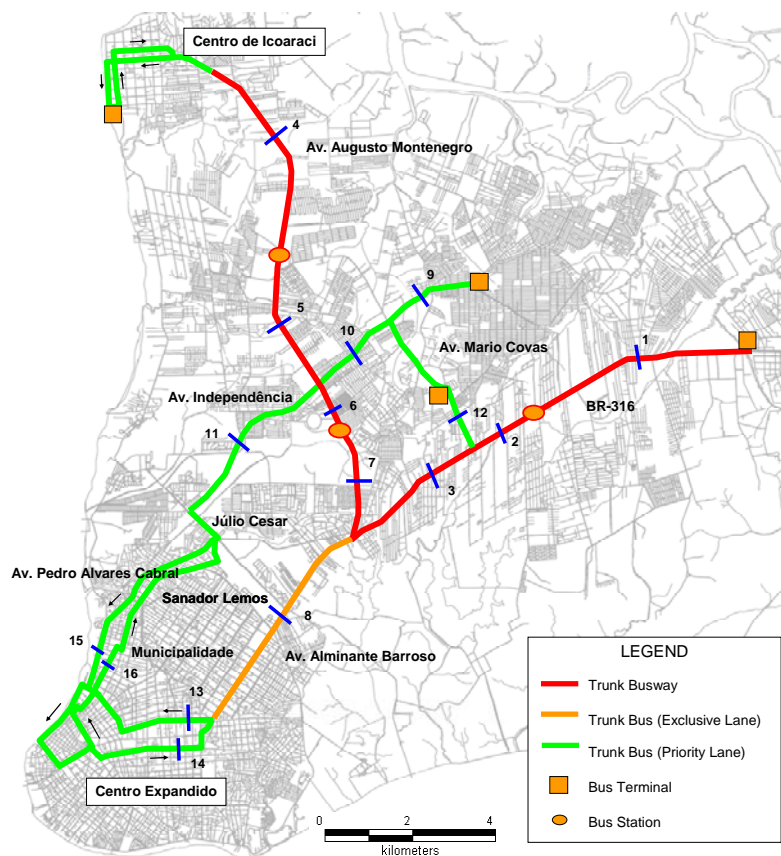 Centro de Icoaraci
4
Av. Augusto Montenegro
9
5
10
1
Av. Mario Covas
Av. Independência
6
BR-316
12
11
2
7
3
Júlio Cesar
Av. Pedro Alvares Cabral
Sanador Lemos
8
15
Municipalidade
Av. Alminante Barroso
16
13
14
Centro Expandido
LEGEND
Trunk Busway
Trunk Bus (Exclusive Lane)
Trunk Bus (Priority Lane)
Bus Terminal
Bus Station
0 2 4
kilometers